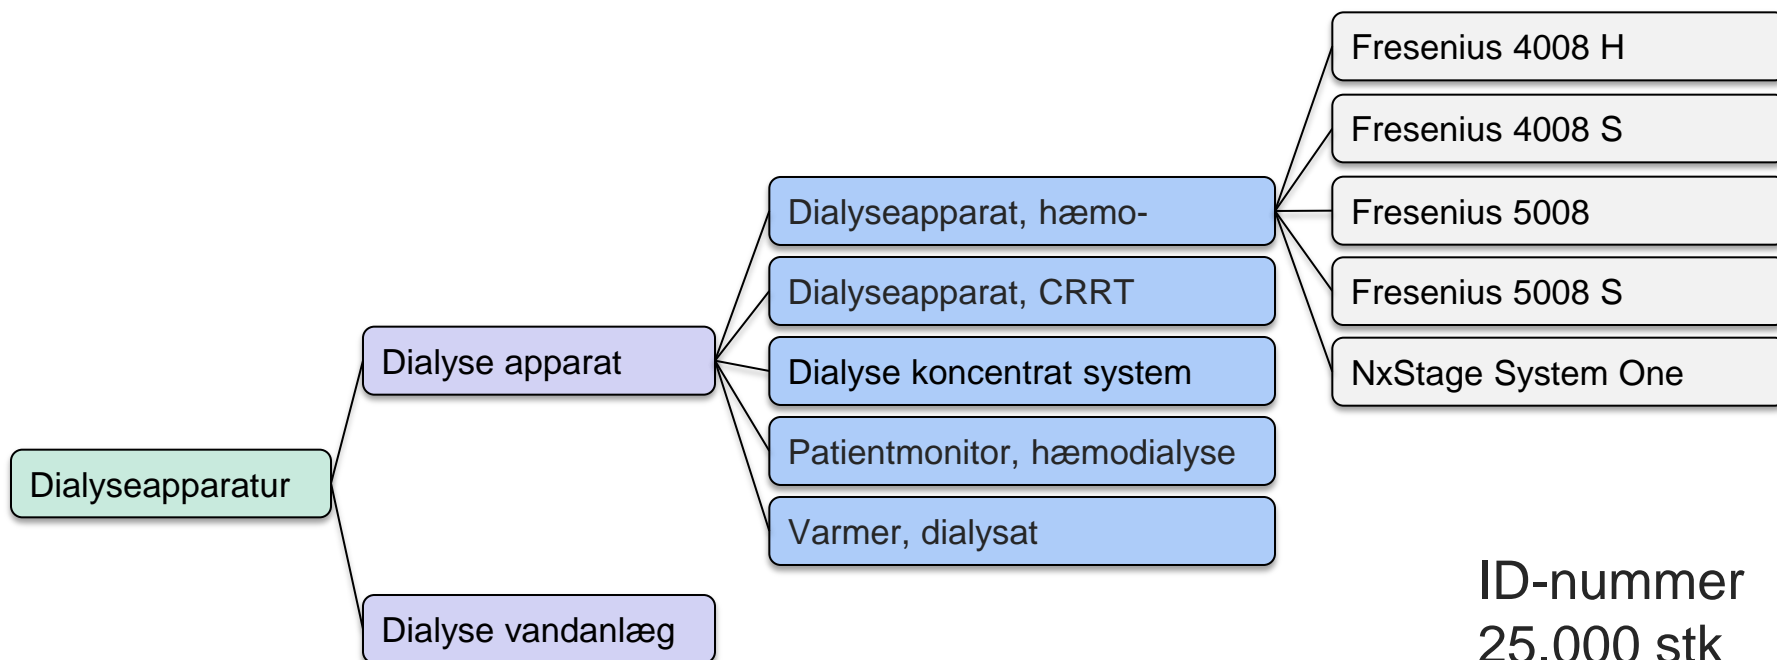 Dialyseapparatur
Dialyse apparat
Dialyse vandanlæg
Dialyseapparat, hæmo-
Dialyseapparat, CRRT
Dialyse koncentrat system
Patientmonitor, hæmodialyse
Varmer, dialysat
Fresenius 4008 H
Fresenius 4008 S
Fresenius 5008
Fresenius 5008 S
NxStage System One
ID-nummer
25.000 stk